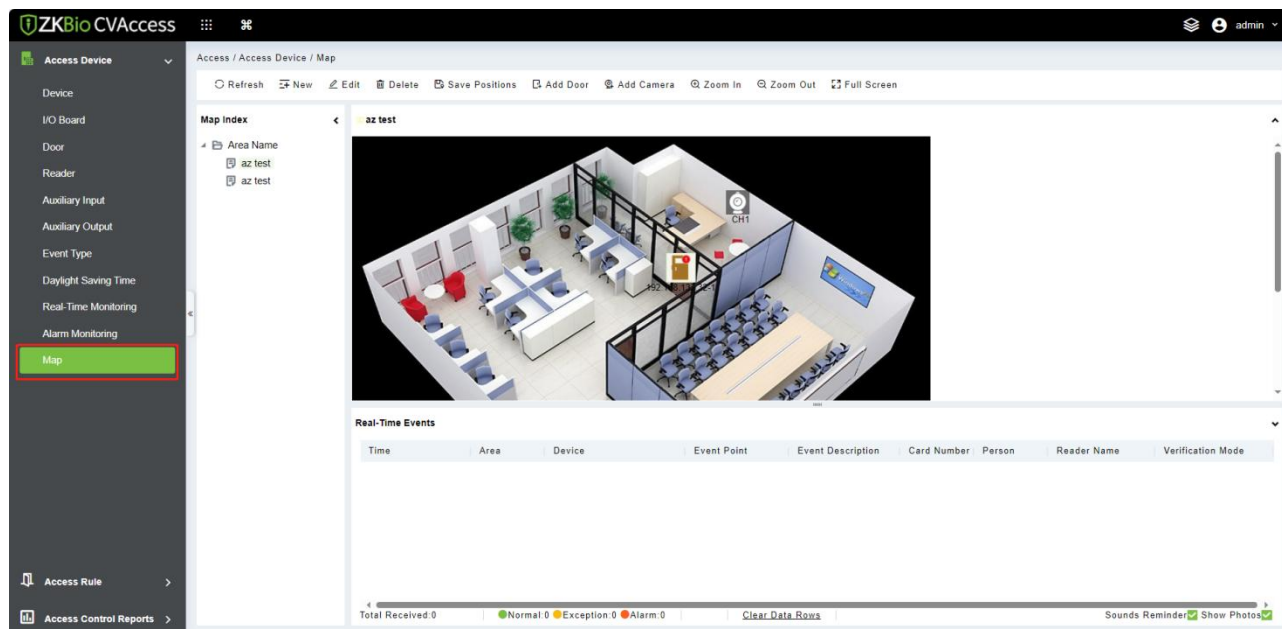 ZKBio CVAccess
admin
Access Device
Device
I/O Board
Door
Reader
Auxiliary Input
Auxiliary Output
Event Type
Daylight Saving Time
Real-Time Monitoring
Alarm Monitoring
Map
Access Rule
Access Control Reports
Access / Access Device / Map
Refresh New Edit Delete Save Positions Add Door Add Camera Zoom In Zoom Out Full Screen
Map Index
Area Name
az test
az test
az test
CH1
Real-Time Events
Time Area Device Event Point Event Description Card Number Person Reader Name Verification Mode
Total Received:0 Normal:0 Exception:0 Alarm:0 Clear Data Rows Sounds Reminder Show Photos